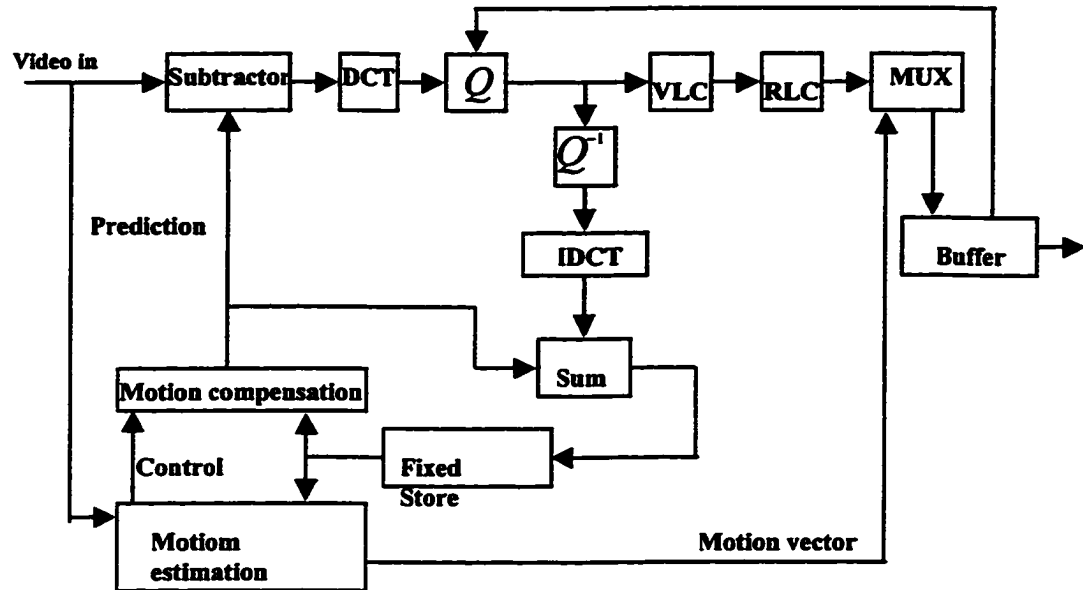 Video in
Subtractor
DCT
Q
VLC
RLC
MUX
Q⁻¹
Prediction
IDCT
Buffer
Sum
Motion compensation
Control
Fixed
Store
Motiom
estimation
Motion vector